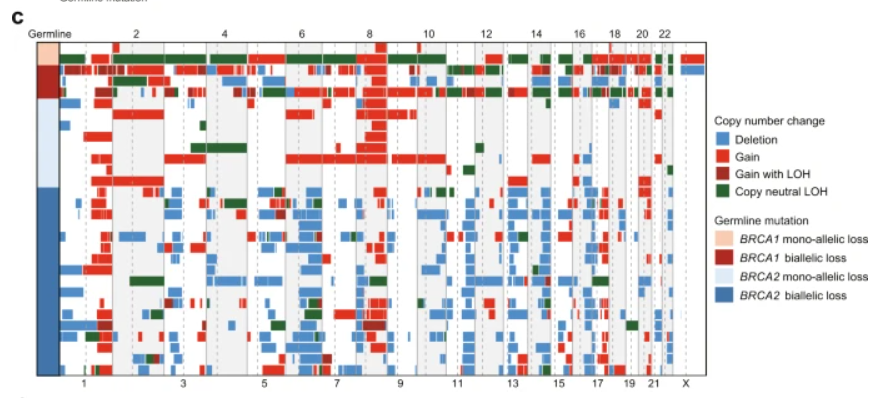 Germline mutation
c
Germline 2 4 6 8 10 12 14 16 18 20 22
1 3 5 7 9 11 13 15 17 19 21 X
Copy number change
Deletion
Gain
Gain with LOH
Copy neutral LOH
Germline mutation
BRCA1 mono-allelic loss
BRCA1 biallelic loss
BRCA2 mono-allelic loss
BRCA2 biallelic loss